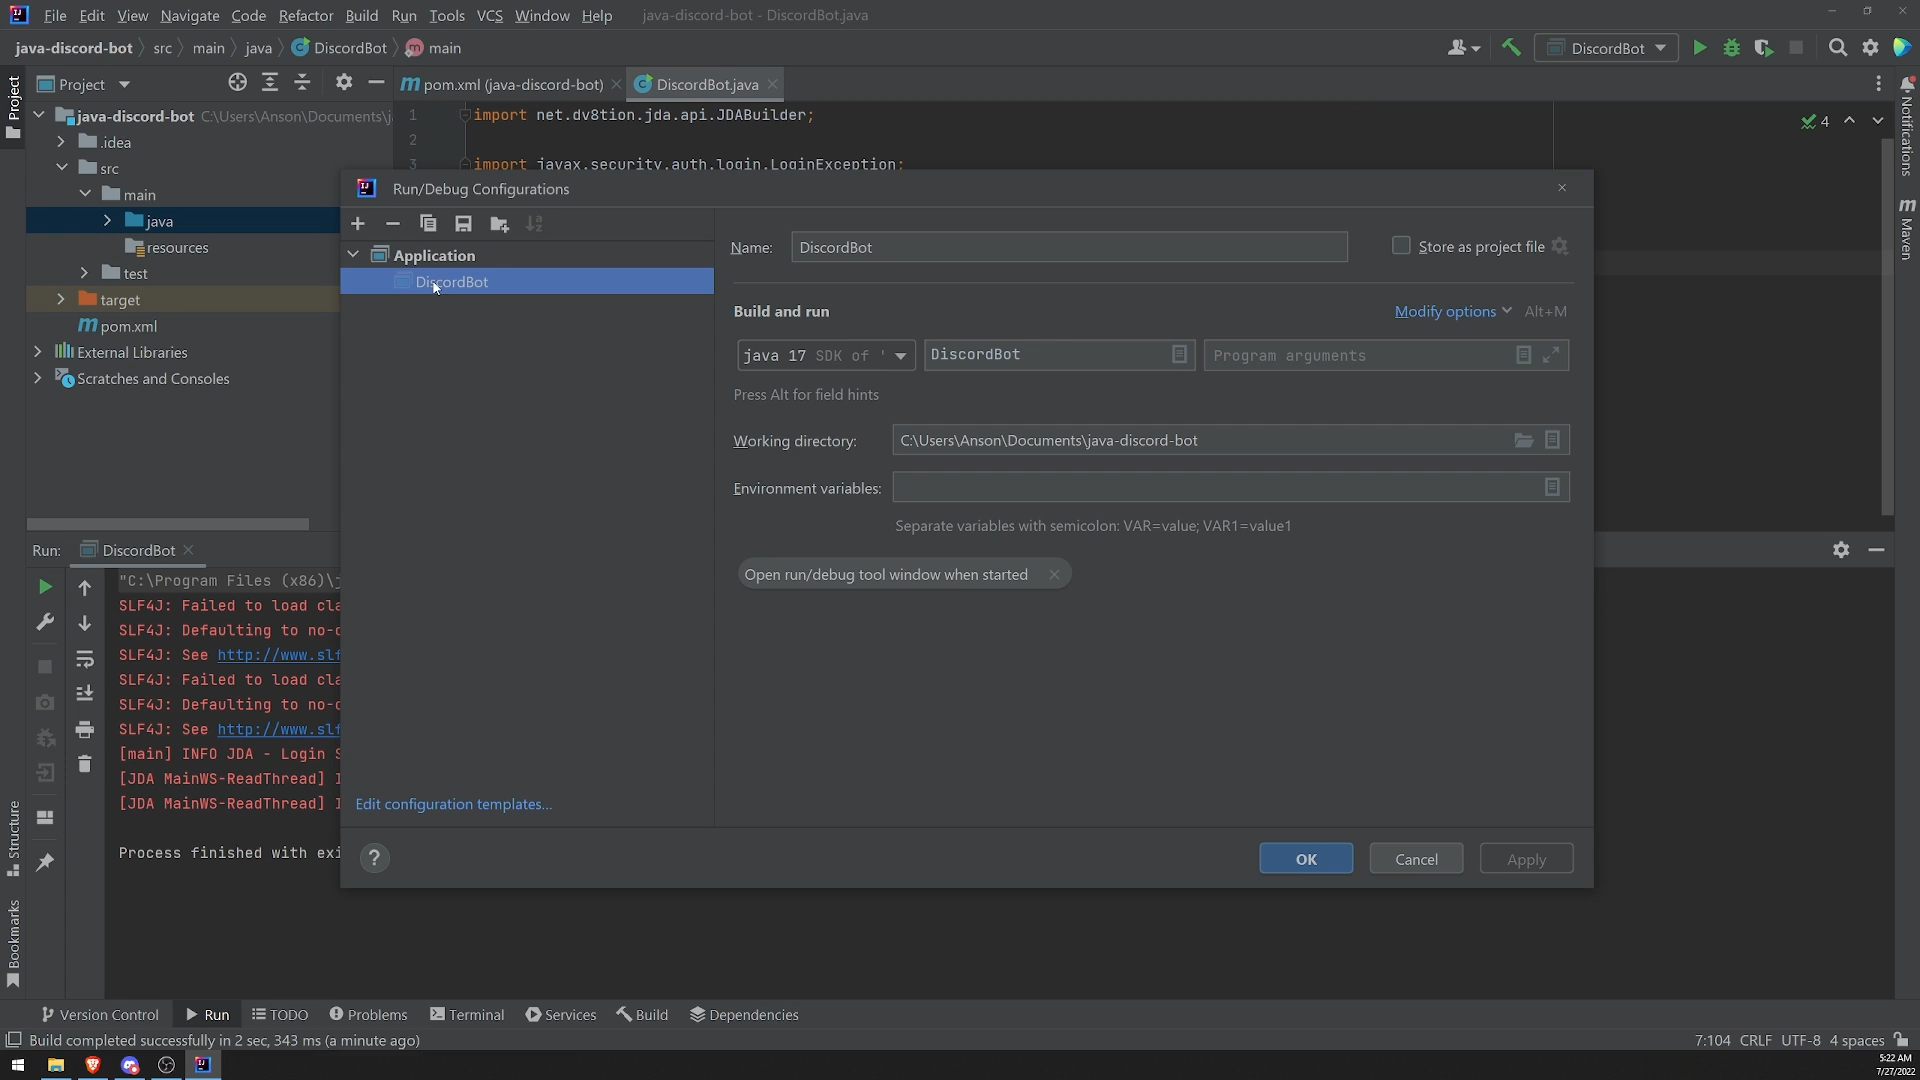 File Edit View Navigate Code Refactor Build Run Tools VCS Window Help java-discord-bot - DiscordBot.java
java-discord-bot src main java DiscordBot main
DiscordBot
Project
pom.xml (java-discord-bot) DiscordBot.java
java-discord-bot C:\Users\Anson\Documents\j
.idea
src
main
java
resources
test
target
pom.xml
External Libraries
Scratches and Consoles
1 import net.dv8tion.jda.api.JDABuilder;
2
3 import javax.security.auth.login.LoginException;
4
Run/Debug Configurations
Application
DiscordBot
Edit configuration templates...
Name: DiscordBot
Store as project file
Build and run
Modify options Alt+M
java 17 SDK of '
DiscordBot
Program arguments
Press Alt for field hints
Working directory: C:\Users\Anson\Documents\java-discord-bot
Environment variables:
Separate variables with semicolon: VAR=value; VAR1=value1
Open run/debug tool window when started
?
OK Cancel Apply
Run: DiscordBot
"C:\Program Files (x86)\j
SLF4J: Failed to load cla
SLF4J: Defaulting to no-o
SLF4J: See http://www.slf
SLF4J: Failed to load cla
SLF4J: Defaulting to no-o
SLF4J: See http://www.slf
[main] INFO JDA - Login S
[JDA MainWS-ReadThread] I
[JDA MainWS-ReadThread] I
Process finished with exi
Project
Structure
Bookmarks
Notifications
Maven
Version Control Run TODO Problems Terminal Services Build Dependencies
Build completed successfully in 2 sec, 343 ms (a minute ago)
7:104 CRLF UTF-8 4 spaces
5:22 AM
7/27/2022